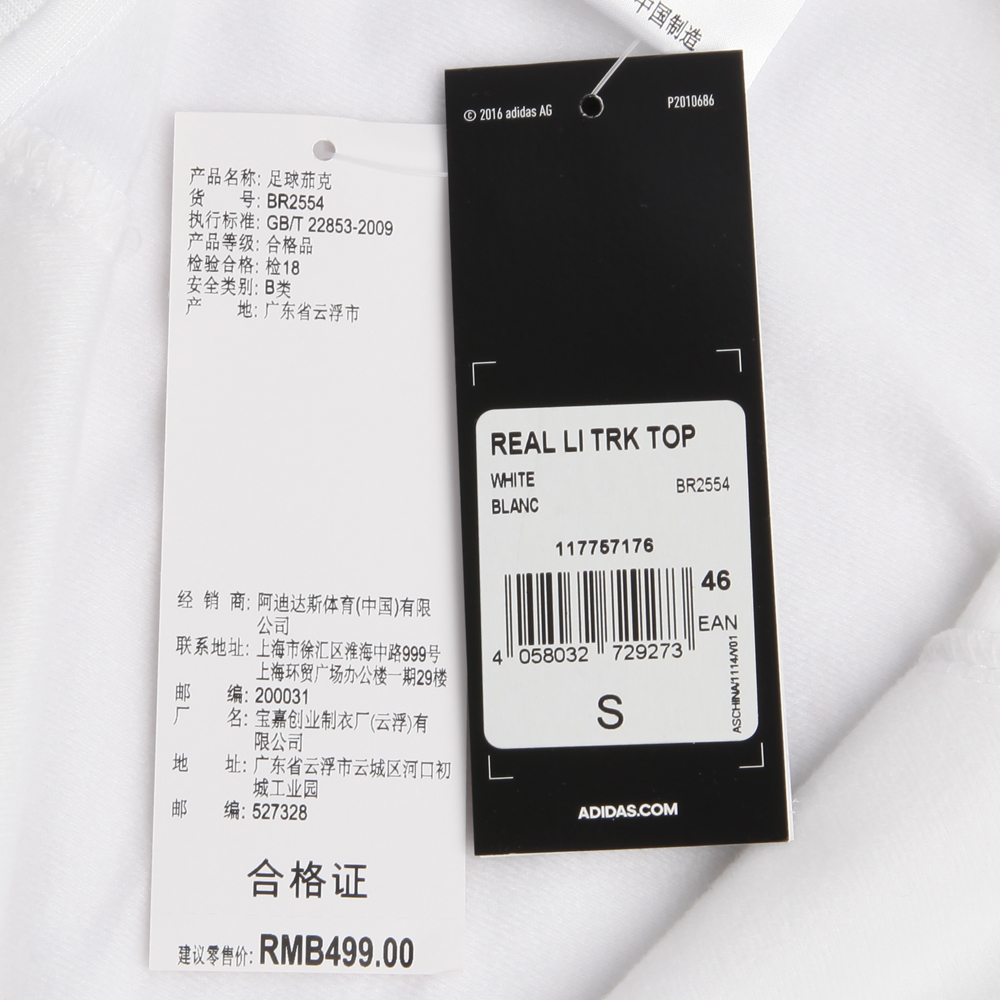 中国制造
产品名称: 足球茄克
货 号: BR2554
执行标准: GB/T 22853-2009
产品等级: 合格品
检验合格: 检18
安全类别: B类
产 地: 广东省云浮市
经 销 商: 阿迪达斯体育(中国)有限
公司
联系地址: 上海市徐汇区淮海中路999号
上海环贸广场办公楼一期29楼
邮 编: 200031
厂 名: 宝嘉创业制衣厂(云浮)有
限公司
地 址: 广东省云浮市云城区河口初
城工业园
邮 编: 527328
合格证
建议零售价: RMB499.00
© 2016 adidas AG
P2010686
REAL LI TRK TOP
WHITE
BLANC
BR2554
117757176
46
EAN
4 058032 729273
S
ASCHINA/1114/V01
ADIDAS.COM